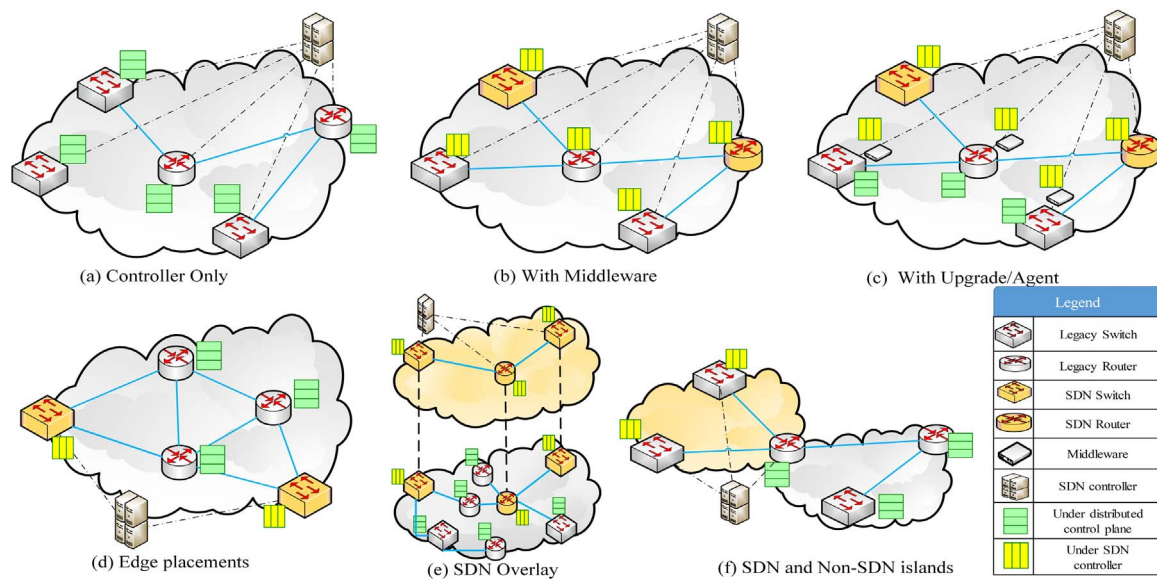 (a) Controller Only
(b) With Middleware
(c) With Upgrade/Agent
(d) Edge placements
(e) SDN Overlay
(f) SDN and Non-SDN islands
Legend
Legacy Switch
Legacy Router
SDN Switch
SDN Router
Middleware
SDN controller
Under distributed
control plane
Under SDN
controller